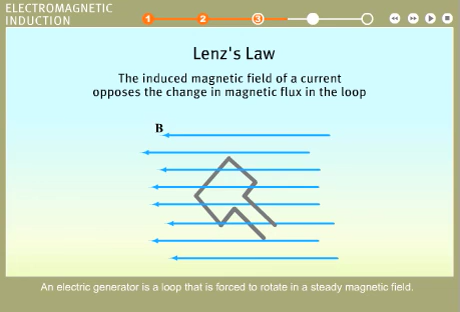 ELECTROMAGNETIC
INDUCTION
1 2 3
Lenz's Law
The induced magnetic field of a current
opposes the change in magnetic flux in the loop
B
An electric generator is a loop that is forced to rotate in a steady magnetic field.